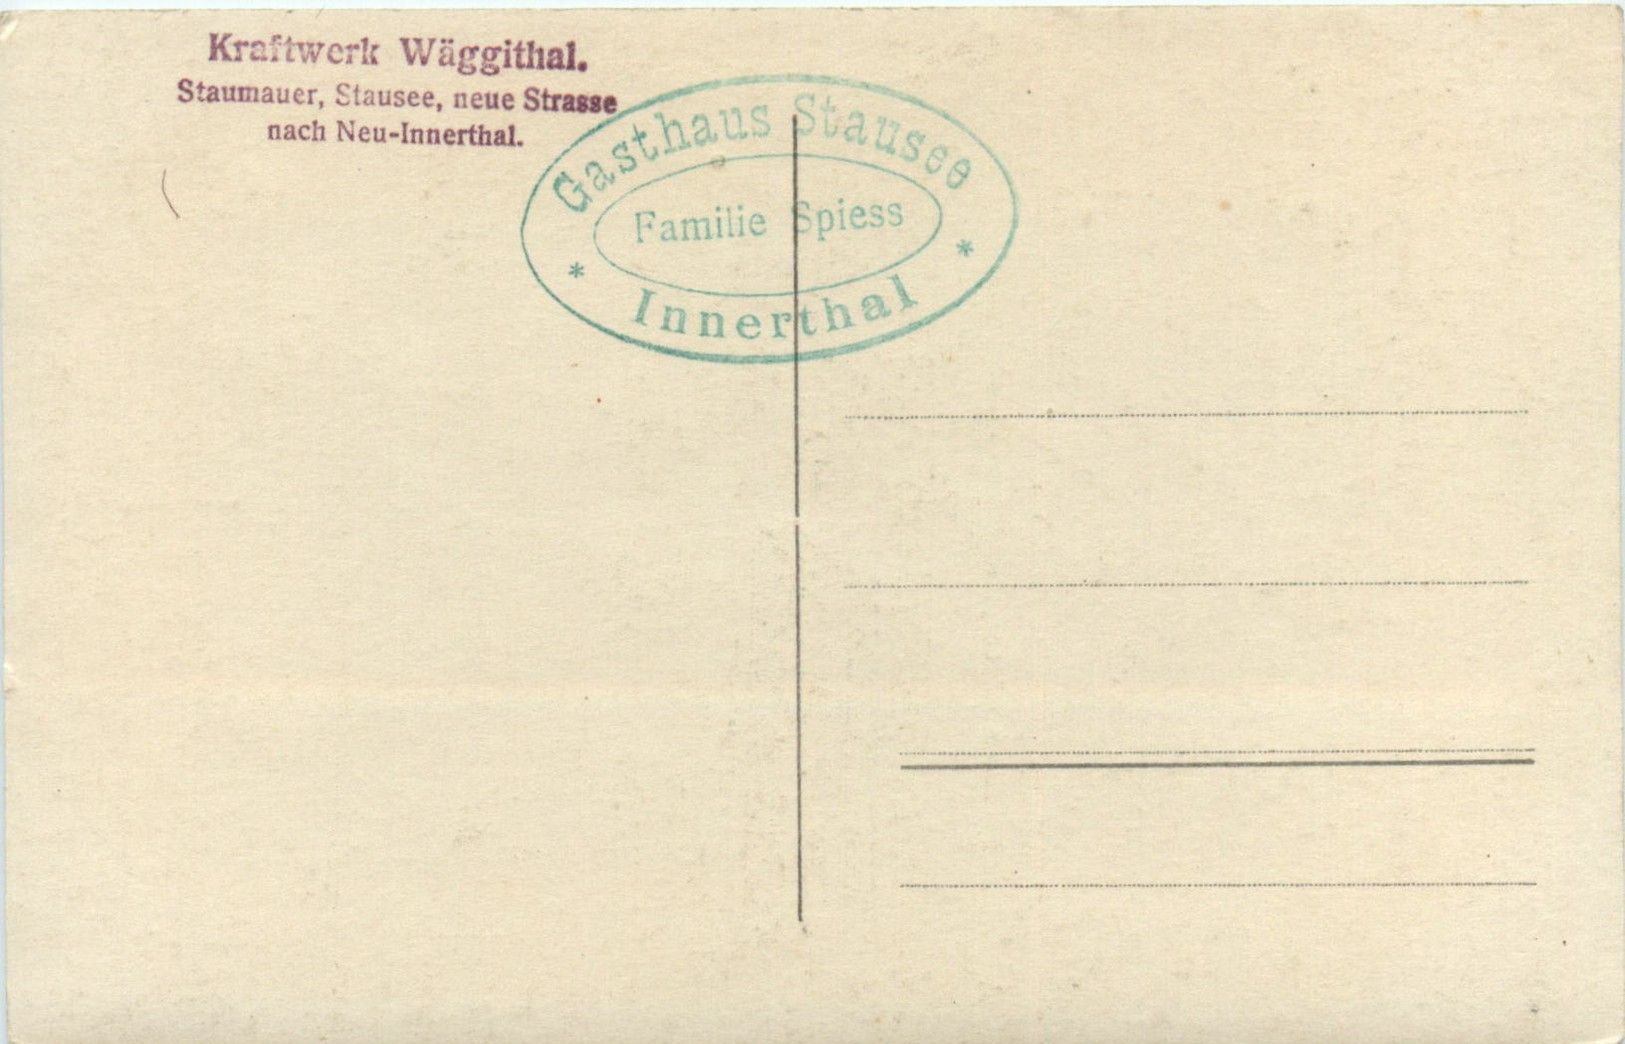 Kraftwerk Wäggithal.
Staumauer, Stausee, neue Strasse
nach Neu-Innerthal.
Gasthaus Stausee
Familie Spiess
* Innerthal *